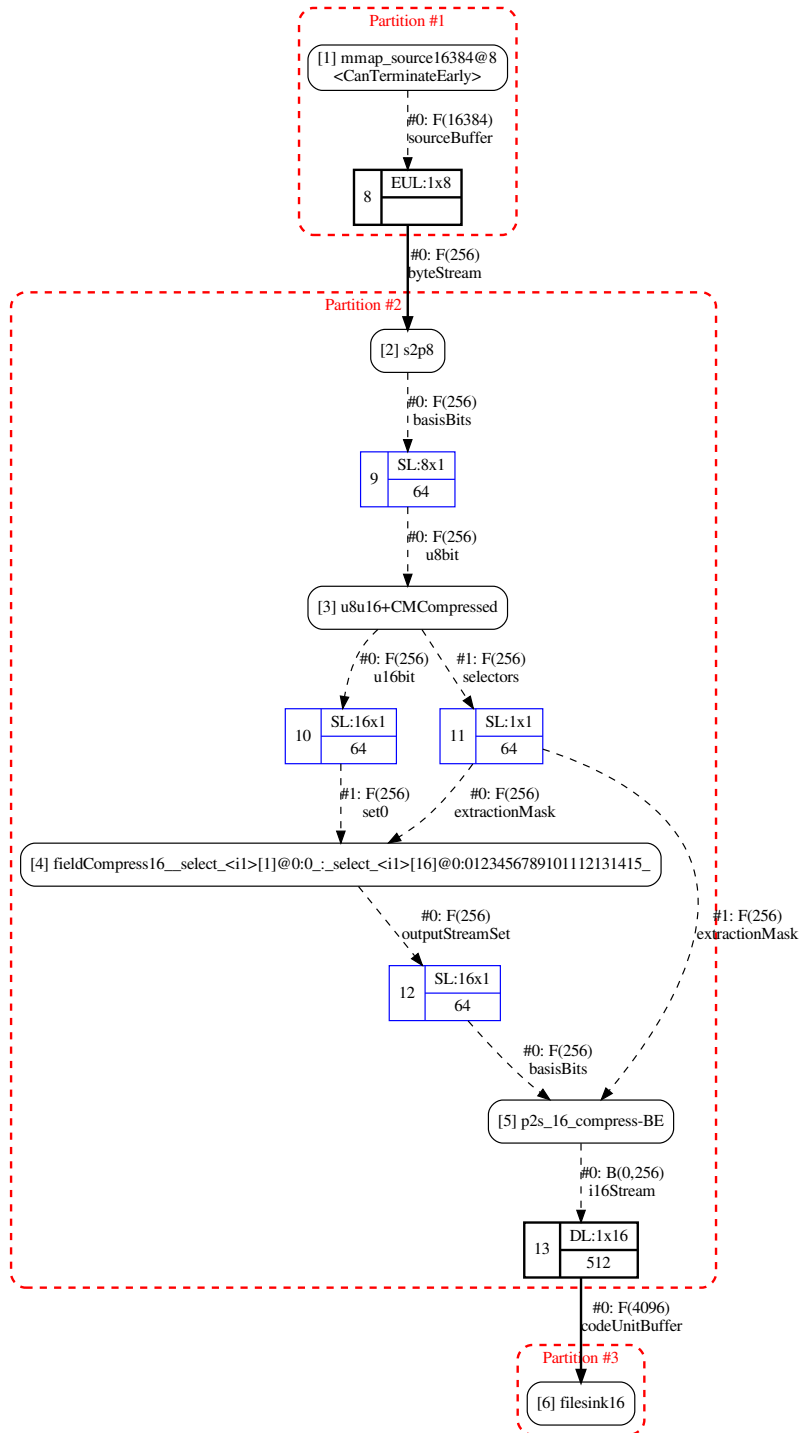 Partition #1
[1] mmap_source16384@8
<CanTerminateEarly>
#0: F(16384)
sourceBuffer
8
EUL:1x8
#0: F(256)
byteStream
Partition #2
[2] s2p8
#0: F(256)
basisBits
9
SL:8x1
64
#0: F(256)
u8bit
[3] u8u16+CMCompressed
#0: F(256)
u16bit
#1: F(256)
selectors
10
SL:16x1
64
11
SL:1x1
64
#1: F(256)
set0
#0: F(256)
extractionMask
[4] fieldCompress16__select_<i1>[1]@0:0_:_select_<i1>[16]@0:0123456789101112131415_
#0: F(256)
outputStreamSet
#1: F(256)
extractionMask
12
SL:16x1
64
#0: F(256)
basisBits
[5] p2s_16_compress-BE
#0: B(0,256)
i16Stream
13
DL:1x16
512
#0: F(4096)
codeUnitBuffer
Partition #3
[6] filesink16